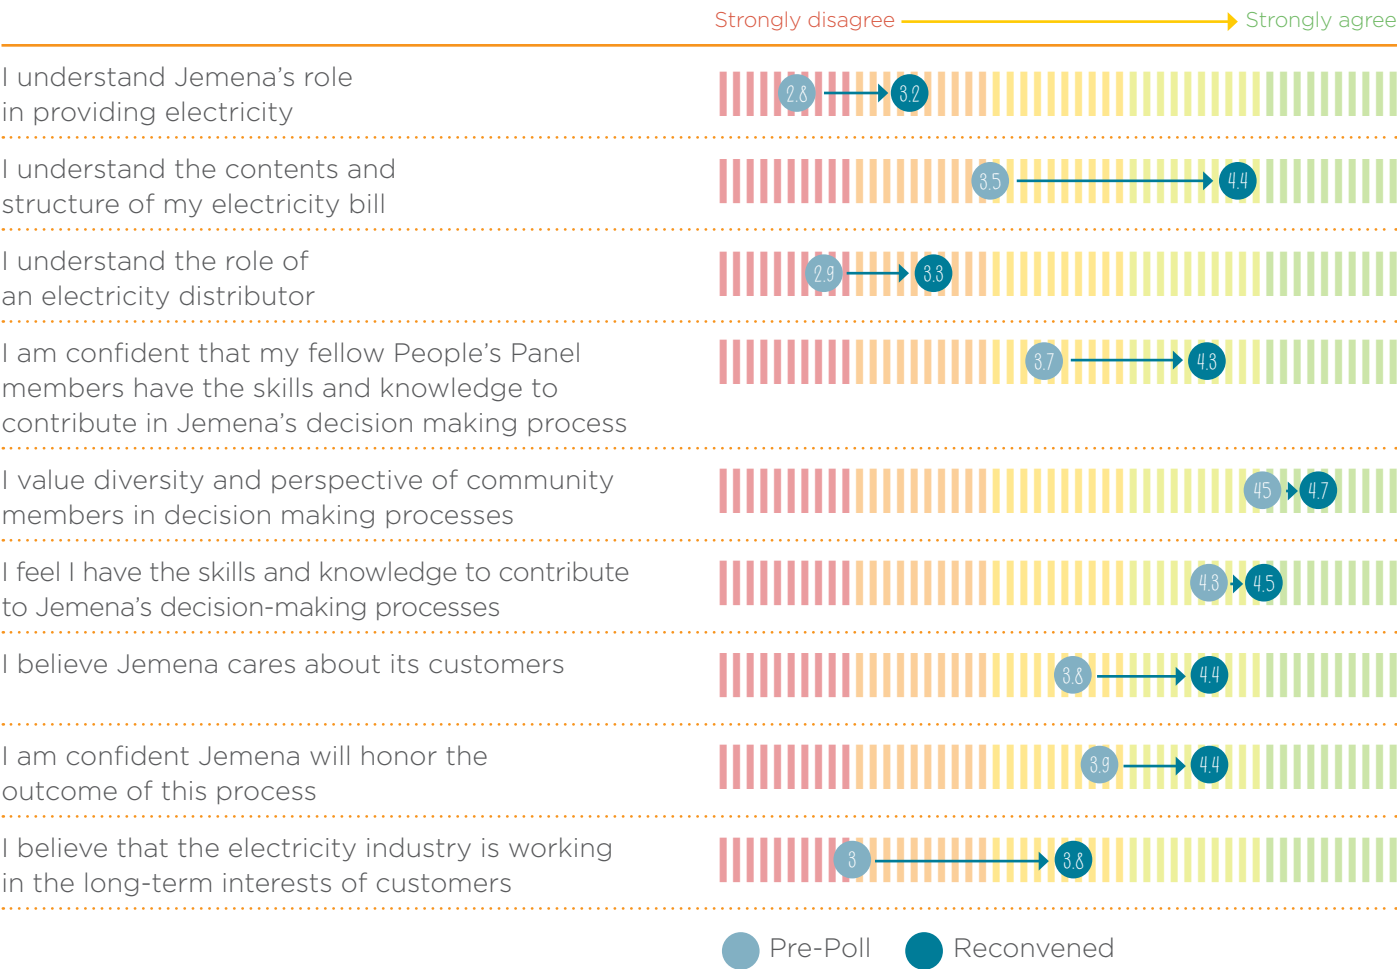 Strongly disagree Strongly agree
I understand Jemena's role
in providing electricity
2.8 3.2
I understand the contents and
structure of my electricity bill
3.5 4.4
I understand the role of
an electricity distributor
2.9 3.3
I am confident that my fellow People's Panel
members have the skills and knowledge to
contribute in Jemena's decision making process
3.7 4.3
I value diversity and perspective of community
members in decision making processes
45 4.7
I feel I have the skills and knowledge to contribute
to Jemena's decision-making processes
4.3 4.5
I believe Jemena cares about its customers
3.8 4.4
I am confident Jemena will honor the
outcome of this process
3.9 4.4
I believe that the electricity industry is working
in the long-term interests of customers
3 3.8
Pre-Poll Reconvened